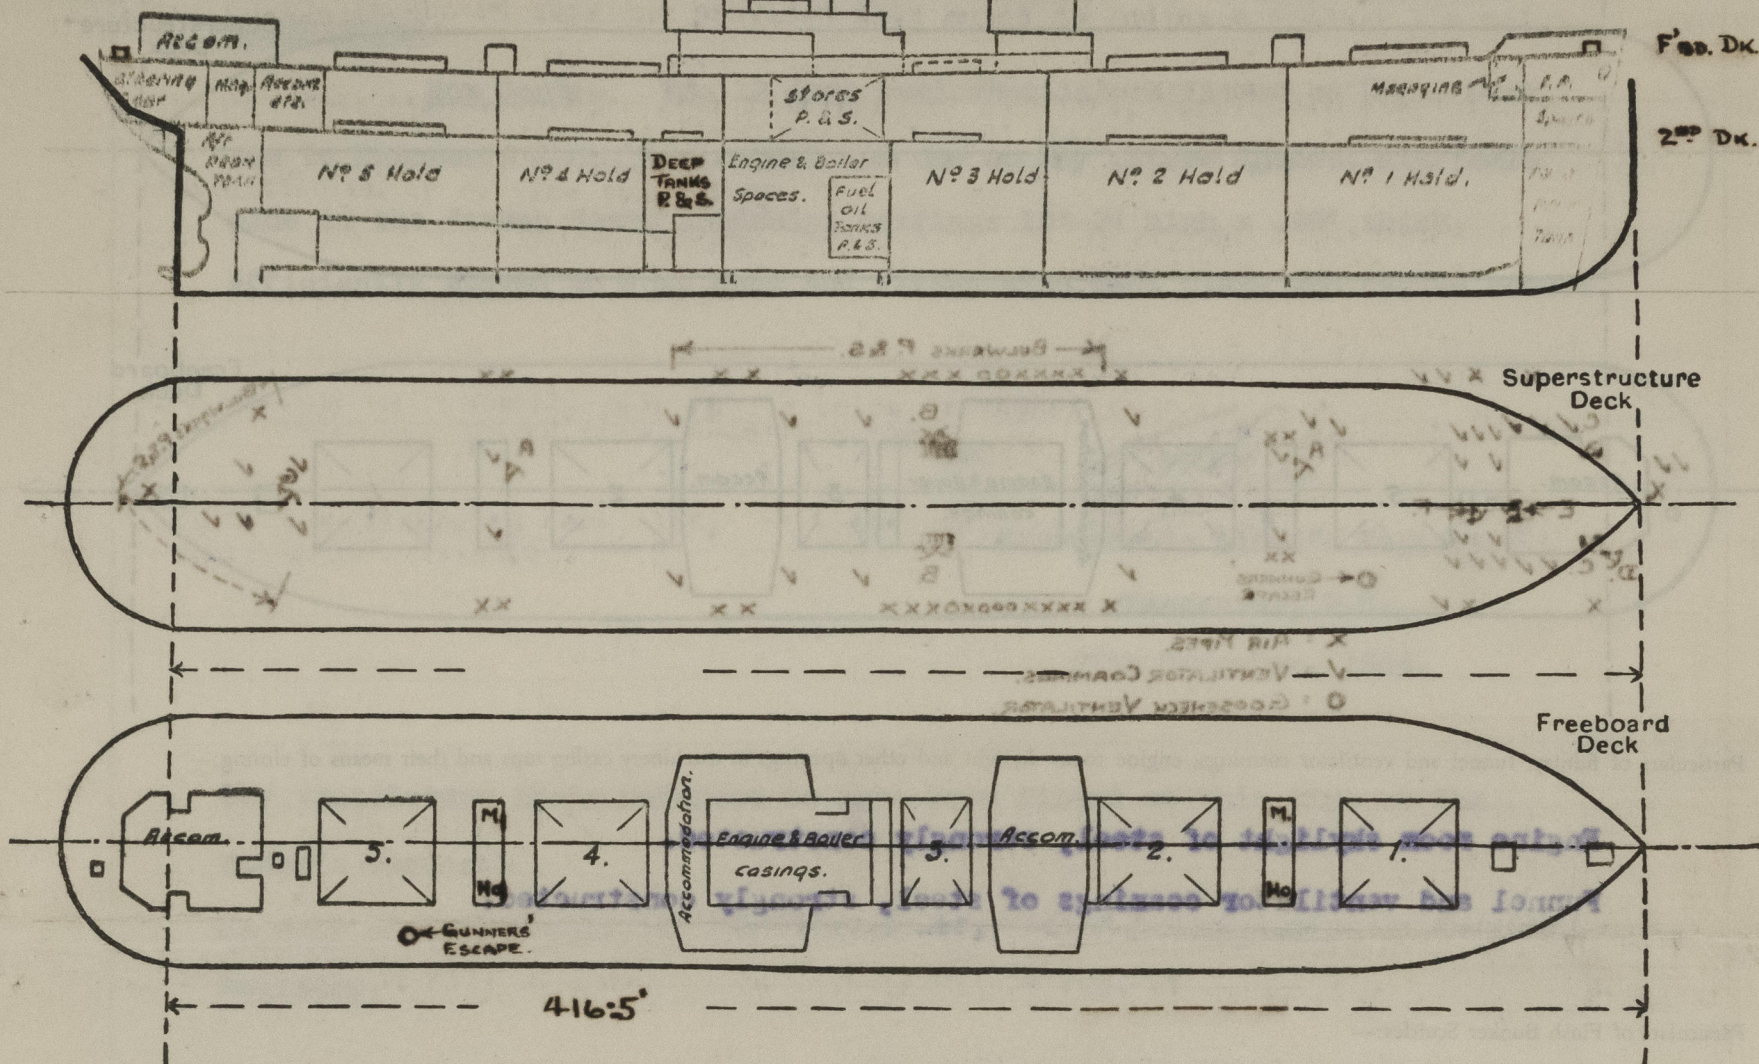 Accom.
F'BD. DK.
Steering
Gear
Mag.
Accom.
etc.
Stores
P. & S.
Magazine
2ND DK.
Aft
Peak
Tank
No 5 Hold
No 4 Hold
DEEP
TANKS
P. & S.
Engine & Boiler
Spaces.
Fuel
Oil
Tanks
P. & S.
No 3 Hold
No 2 Hold
No 1 Hold.
Tank
Superstructure
Deck
Freeboard
Deck
Accom.
5.
M.
Ho
4.
Accommodation.
Engine & Boiler
Casings.
3.
Accom.
2.
M.
Ho
1.
GUNNERS'
ESCAPE.
416.5'
Bulwarks P. & S.
GUNNERS
ESCAPE
X = AIR PIPES.
✓ = VENTILATOR COAMINGS.
O = GOOSENECK VENTILATOR.
Engine room skylight of steel, strongly
Funnel and ventilator coamings of steel, strongly constructed.